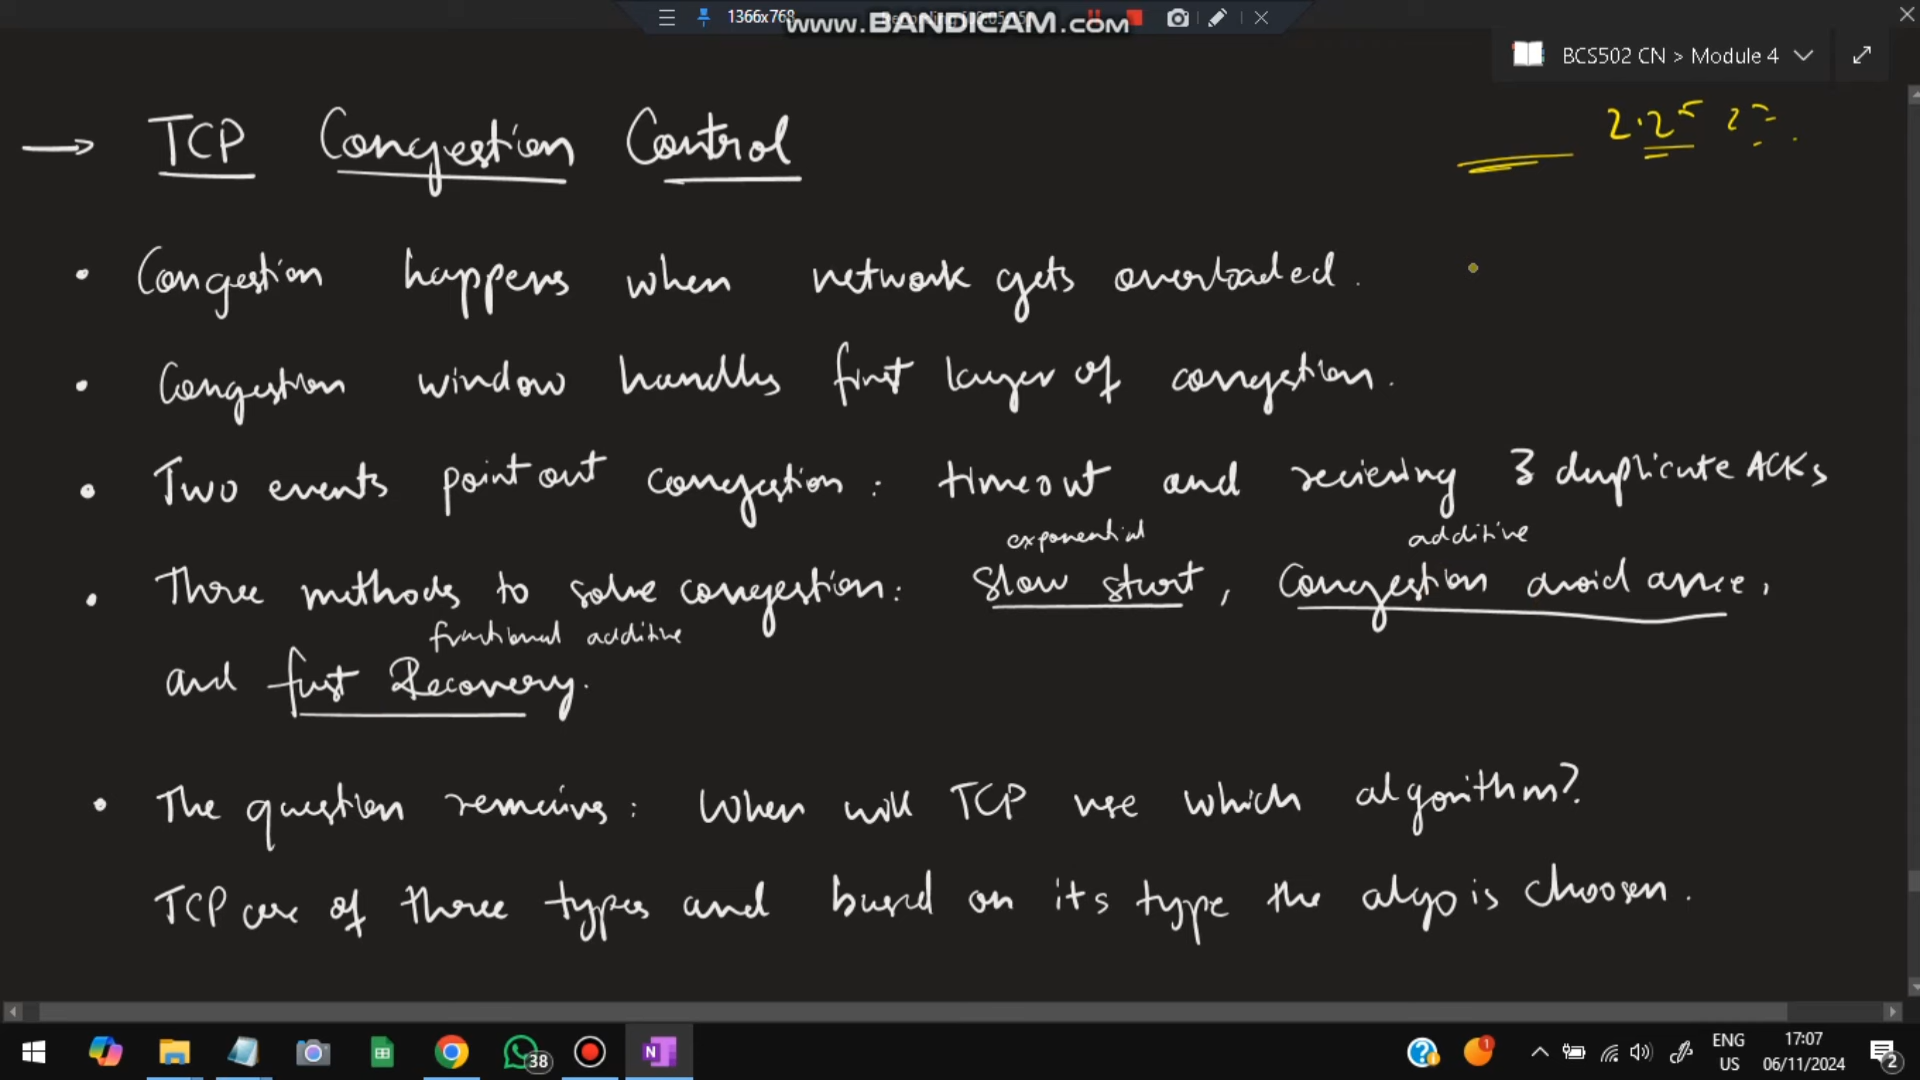 1366x768
www.BANDICAM.com
BCS502 CN > Module 4
→ TCP Congestion Control
• Congestion happens when network gets overloaded.
• Congestion window handles first layer of congestion.
• Two events point out congestion: timeout and recieving 3 duplicate ACKs
exponential additive
• Three methods to solve congestion: Slow start, Congestion avoidance,
fractional additive
and fast Recovery.
• The question remains: When will TCP use which algorithm?
TCP are of three types and based on its type the algo is choosen.
38
1
ENG
US
17:07
06/11/2024
2